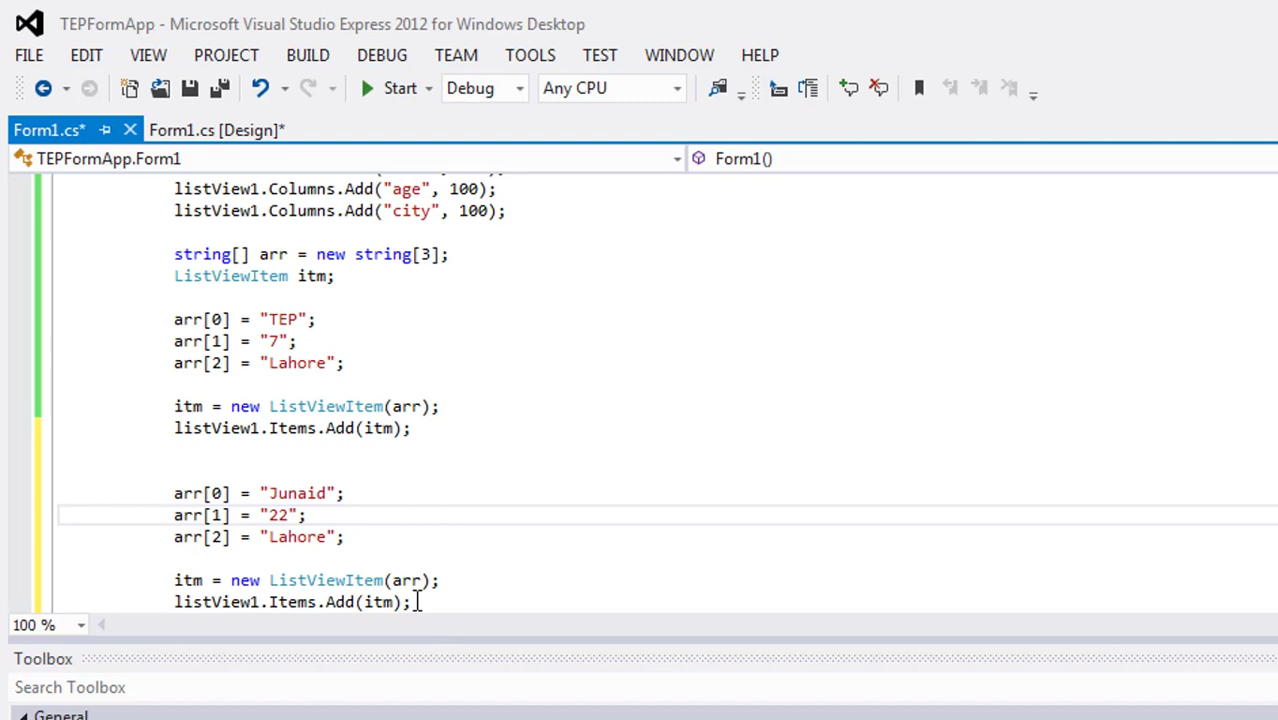 TEPFormApp - Microsoft Visual Studio Express 2012 for Windows Desktop
FILE EDIT VIEW PROJECT BUILD DEBUG TEAM TOOLS TEST WINDOW HELP
Start Debug Any CPU
Form1.cs* Form1.cs [Design]*
TEPFormApp.Form1 Form1()
listView1.Columns.Add("age", 100);
listView1.Columns.Add("city", 100);
string[] arr = new string[3];
ListViewItem itm;
arr[0] = "TEP";
arr[1] = "7";
arr[2] = "Lahore";
itm = new ListViewItem(arr);
listView1.Items.Add(itm);
arr[0] = "Junaid";
arr[1] = "22";
arr[2] = "Lahore";
itm = new ListViewItem(arr);
listView1.Items.Add(itm);
100 %
Toolbox
Search Toolbox
General